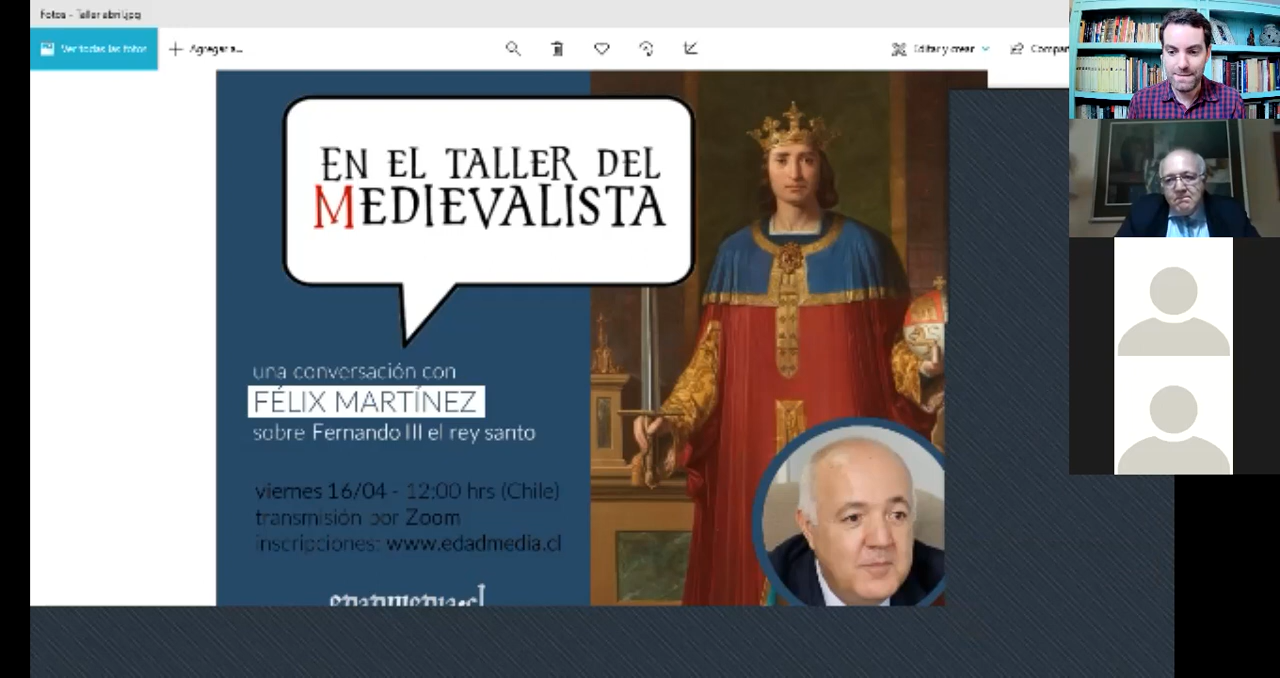 Fotos - Taller abril.jpg
Ver todas las fotos
Agregar a...
Editar y crear
Compar
EN EL TALLER DEL
MEDIEVALISTA
una conversación con
FÉLIX MARTÍNEZ
sobre Fernando III el rey santo
viernes 16/04 - 12:00 hrs (Chile)
transmisión por Zoom
inscripciones: www.edadmedia.cl
edadmedia.cl